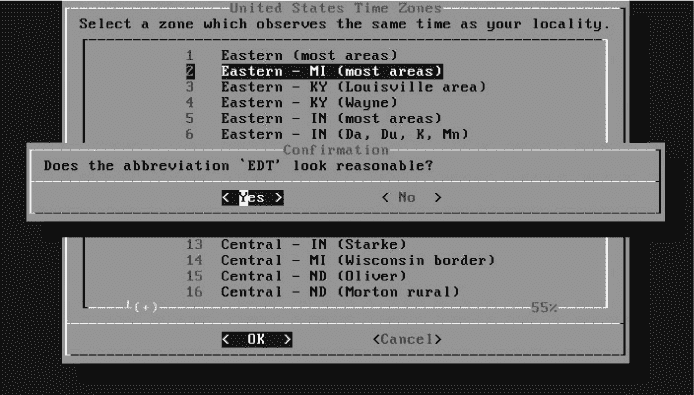 United States Time Zones
Select a zone which observes the same time as your locality.
1 Eastern (most areas)
2 Eastern - MI (most areas)
3 Eastern - KY (Louisville area)
4 Eastern - KY (Wayne)
5 Eastern - IN (most areas)
6 Eastern - IN (Da, Du, K, Mn)
Confirmation
Does the abbreviation `EDT' look reasonable?
< Yes > < No >
13 Central - IN (Starke)
14 Central - MI (Wisconsin border)
15 Central - ND (Oliver)
16 Central - ND (Morton rural)
(+) 55%
< OK > <Cancel>